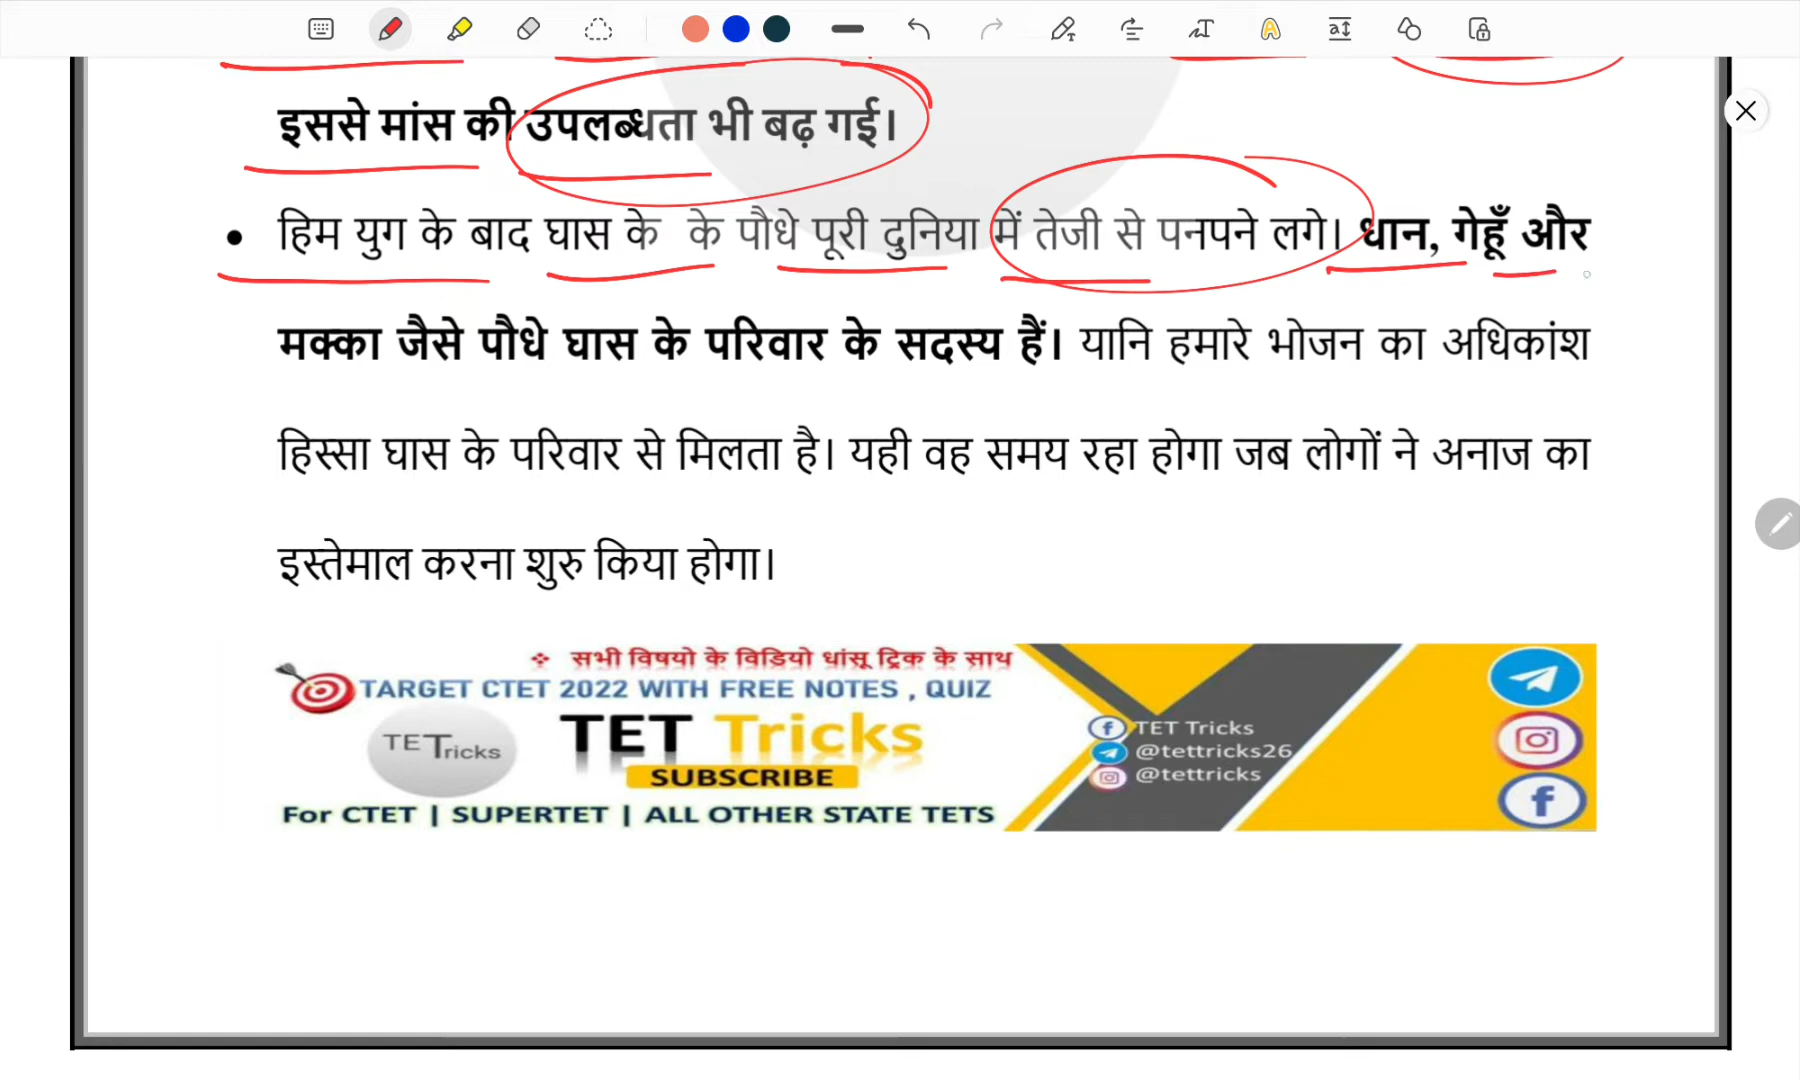 इससे मांस की उपलब्धता भी बढ़ गई।
• हिम युग के बाद घास के के पौधे पूरी दुनिया में तेजी से पनपने लगे। धान, गेहूँ और
मक्का जैसे पौधे घास के परिवार के सदस्य हैं। यानि हमारे भोजन का अधिकांश
हिस्सा घास के परिवार से मिलता है। यही वह समय रहा होगा जब लोगों ने अनाज का
इस्तेमाल करना शुरु किया होगा।
❖ सभी विषयो के विडियो धांसू ट्रिक के साथ
TARGET CTET 2022 WITH FREE NOTES , QUIZ
TETricks
TET Tricks
SUBSCRIBE
For CTET | SUPERTET | ALL OTHER STATE TETS
TET Tricks
@tettricks26
@tettricks